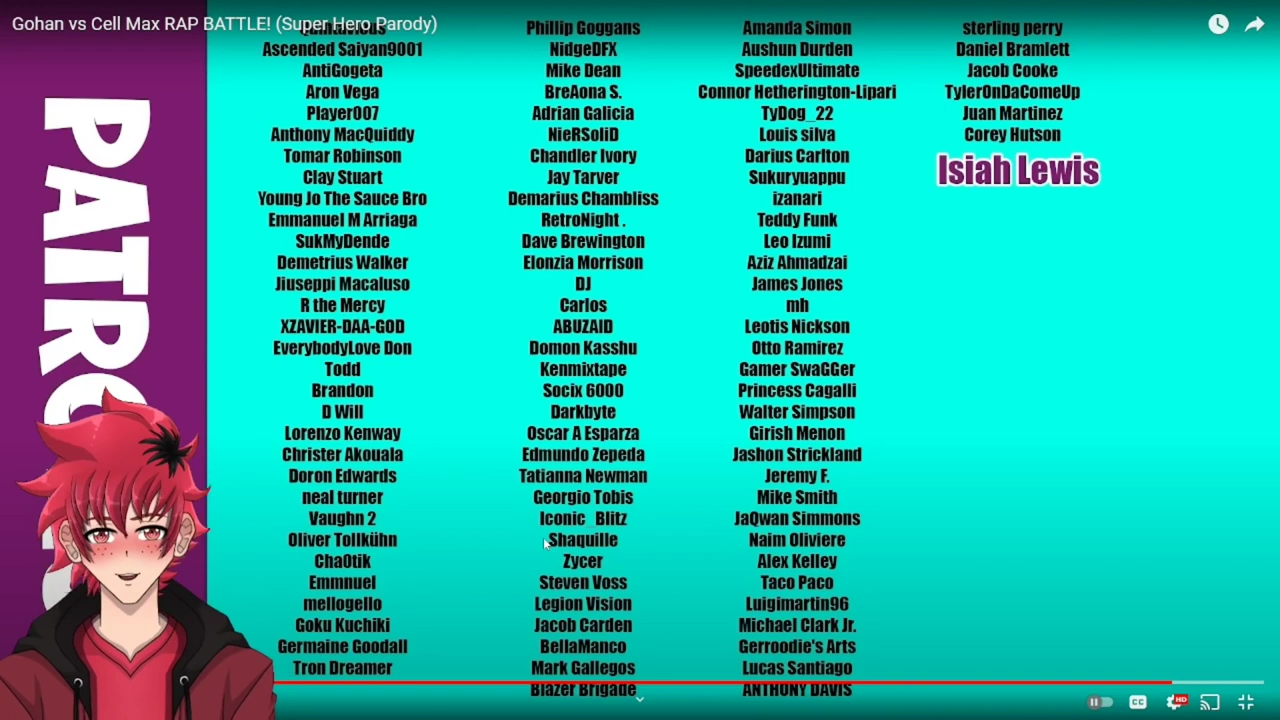 Gohan vs Cell Max RAP BATTLE! (Super Hero Parody)
PATRO
Ascended Saiyan9001
AntiGogeta
Aron Vega
Player007
Anthony MacQuiddy
Tomar Robinson
Clay Stuart
Young Jo The Sauce Bro
Emmanuel M Arriaga
SukMyDende
Demetrius Walker
Jiuseppi Macaluso
R the Mercy
XZAVIER-DAA-GOD
EverybodyLove Don
Todd
Brandon
D Will
Lorenzo Kenway
Christer Akouala
Doron Edwards
neal turner
Vaughn 2
Oliver Tollkühn
Cha0tik
Emmnuel
mellogello
Goku Kuchiki
Germaine Goodall
Tron Dreamer
Phillip Goggans
NidgeDFX
Mike Dean
BreAona S.
Adrian Galicia
NieRSoliD
Chandler Ivory
Jay Tarver
Demarius Chambliss
RetroNight .
Dave Brewington
Elonzia Morrison
DJ
Carlos
ABUZAID
Domon Kasshu
Kenmixtape
Socix 6000
Darkbyte
Oscar A Esparza
Edmundo Zepeda
Tatianna Newman
Georgio Tobis
Iconic_Blitz
Shaquille
Zycer
Steven Voss
Legion Vision
Jacob Carden
BellaManco
Mark Gallegos
Blazer Brigade
Amanda Simon
Aushun Durden
SpeedexUltimate
Connor Hetherington-Lipari
TyDog_22
Louis silva
Darius Carlton
Sukuryuappu
izanari
Teddy Funk
Leo Izumi
Aziz Ahmadzai
James Jones
mh
Leotis Nickson
Otto Ramirez
Gamer SwaGGer
Princess Cagalli
Walter Simpson
Girish Menon
Jashon Strickland
Jeremy F.
Mike Smith
JaQwan Simmons
Naim Oliviere
Alex Kelley
Taco Paco
Luigimartin96
Michael Clark Jr.
Gerroodie's Arts
Lucas Santiago
ANTHONY DAVIS
sterling perry
Daniel Bramlett
Jacob Cooke
TylerOnDaComeUp
Juan Martinez
Corey Hutson
Isiah Lewis
CC
HD